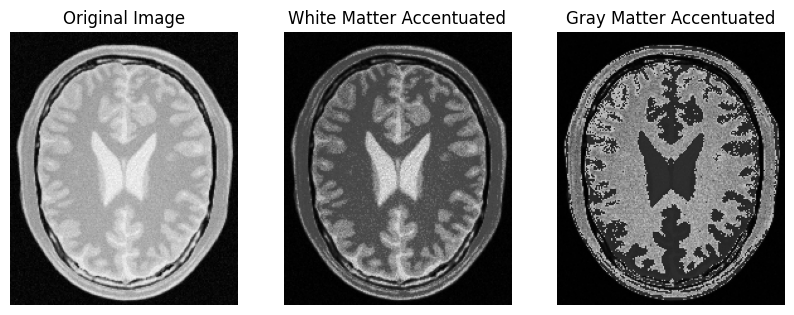 Original Image
White Matter Accentuated
Gray Matter Accentuated